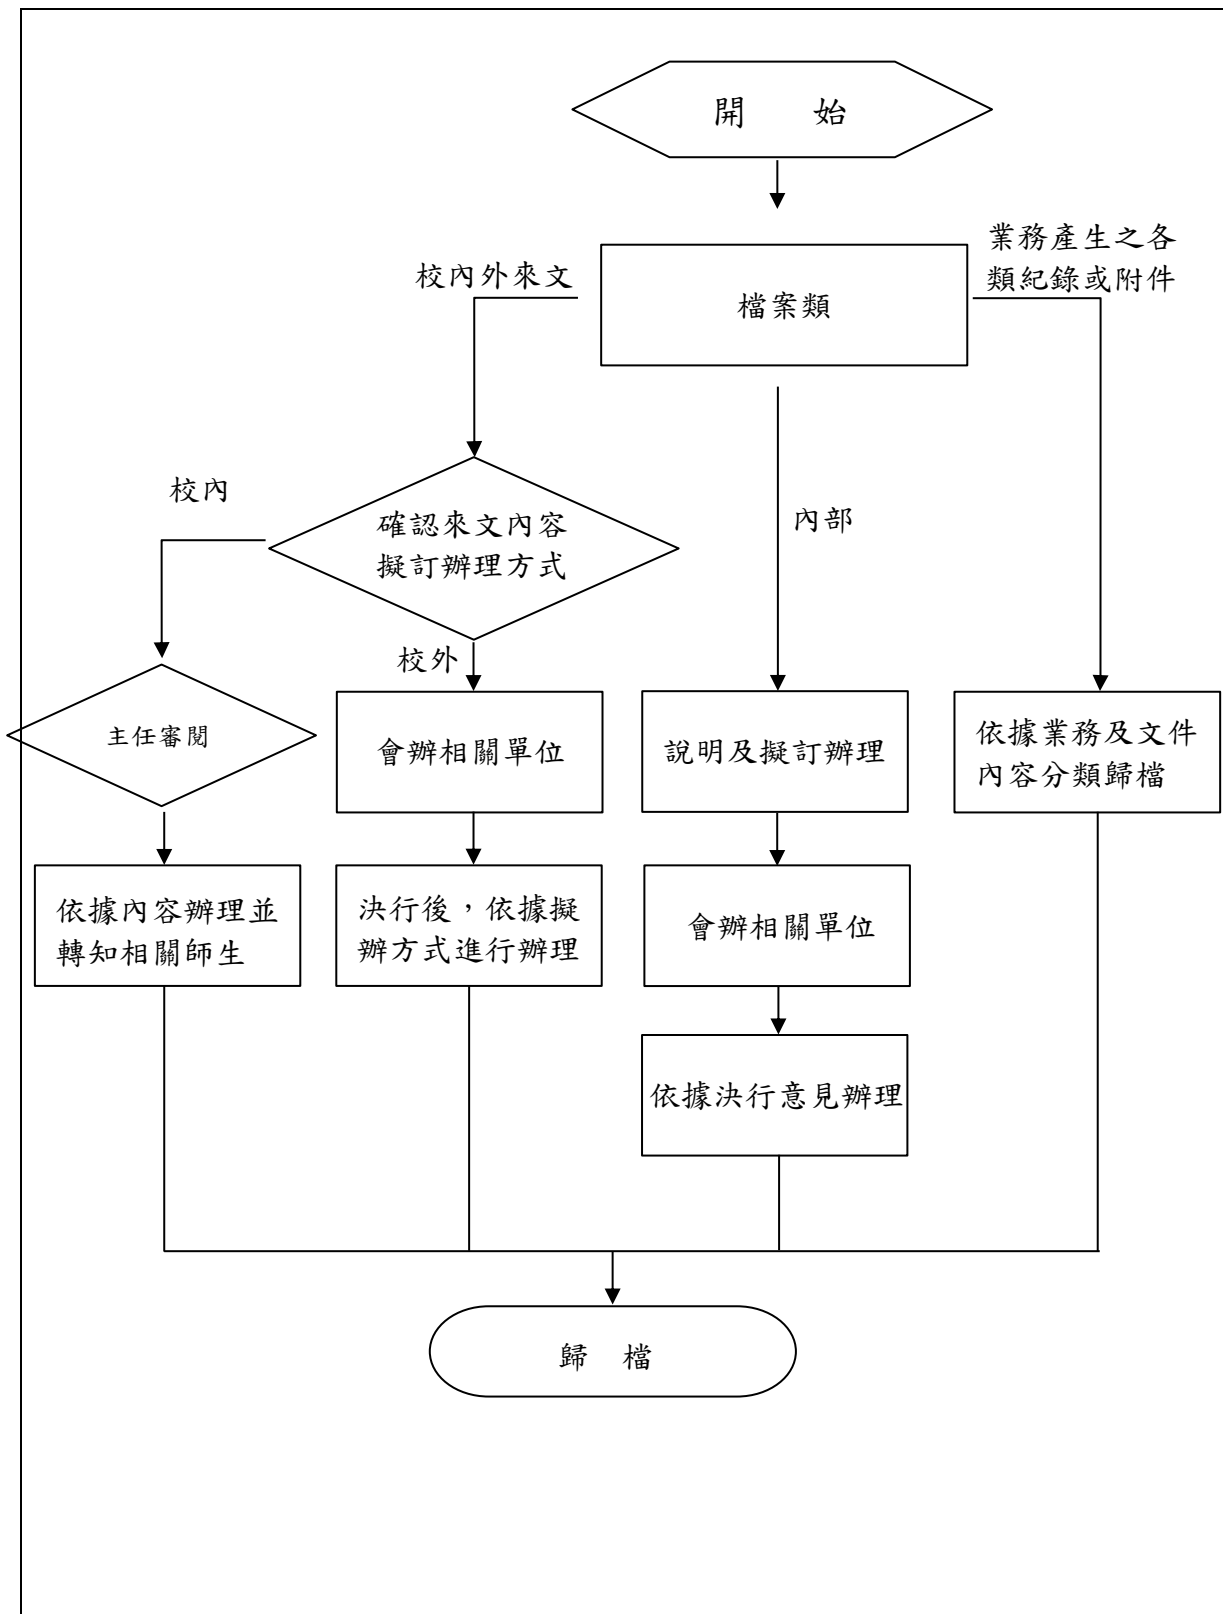 開　始
業務產生之各
類紀錄或附件
校內外來文
檔案類
校內
確認來文內容
擬訂辦理方式
內部
校外
主任審閱
會辦相關單位
說明及擬訂辦理
依據業務及文件
內容分類歸檔
依據內容辦理並
轉知相關師生
決行後，依據擬
辦方式進行辦理
會辦相關單位
依據決行意見辦理
歸　檔